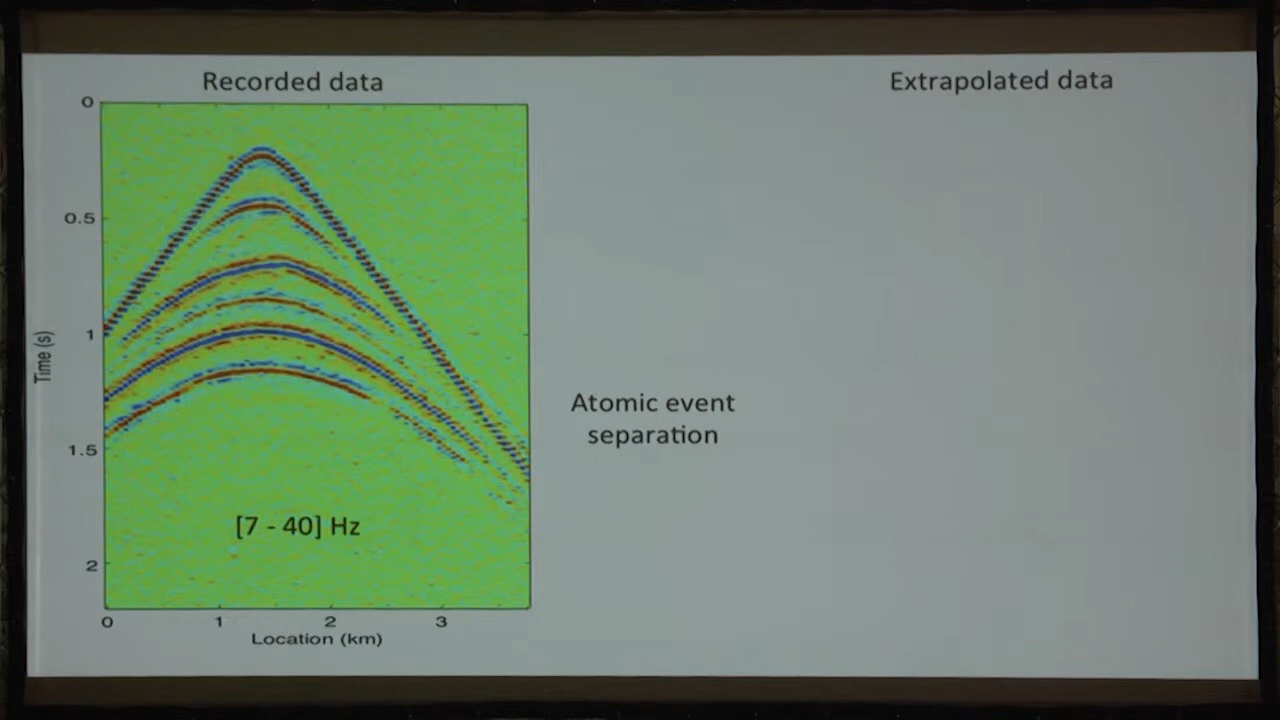 Recorded data
Extrapolated data
0
0.5
1
1.5
2
Time (s)
[7 - 40] Hz
0 1 2 3
Location (km)
Atomic event
separation